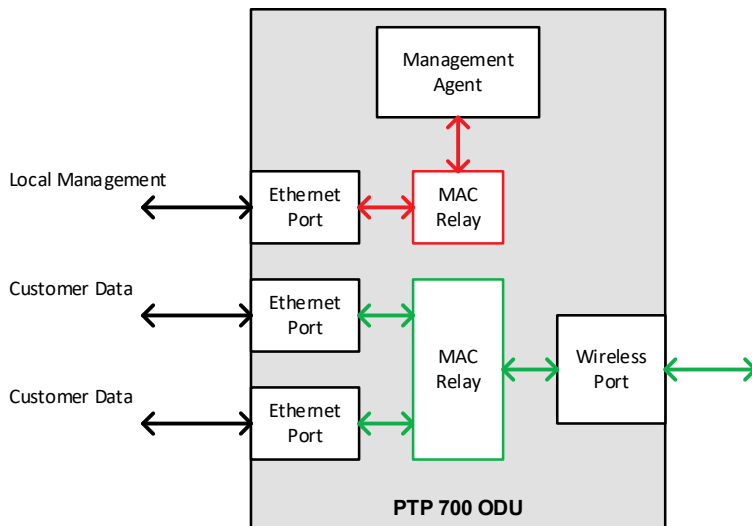 Management
Agent
Local Management
Ethernet
Port
MAC
Relay
Customer Data
Ethernet
Port
MAC
Relay
Wireless
Port
Customer Data
Ethernet
Port
PTP 700 ODU